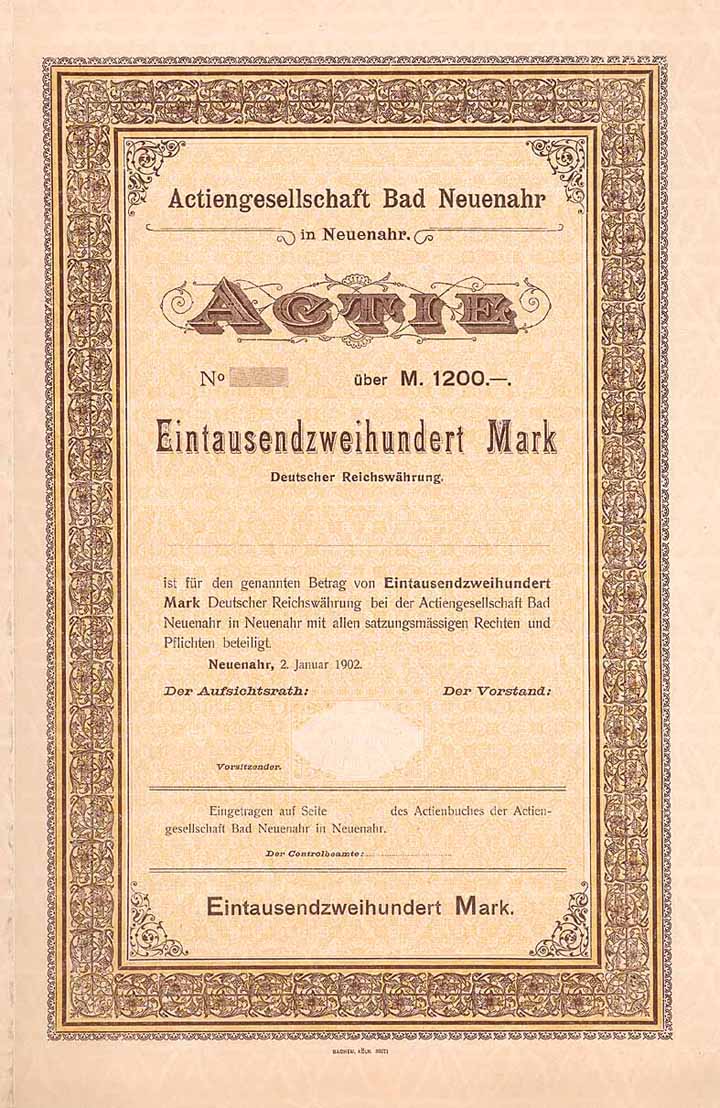 Actiengesellschaft Bad Neuenahr
in Neuenahr.
ACTIE
No über M. 1200.—.
Eintausendzweihundert Mark
Deutscher Reichswährung.
ist für den genannten Betrag von Eintausendzweihundert
Mark Deutscher Reichswährung bei der Actiengesellschaft Bad
Neuenahr in Neuenahr mit allen satzungsmässigen Rechten und
Pflichten beteiligt.
Neuenahr, 2. Januar 1902.
Der Aufsichtsrath: Der Vorstand:
Vorsitzender.
Eingetragen auf Seite des Actienbuches der Actien-
gesellschaft Bad Neuenahr in Neuenahr.
Der Controlbeamte:
Eintausendzweihundert Mark.
BACHEM, KÖLN.